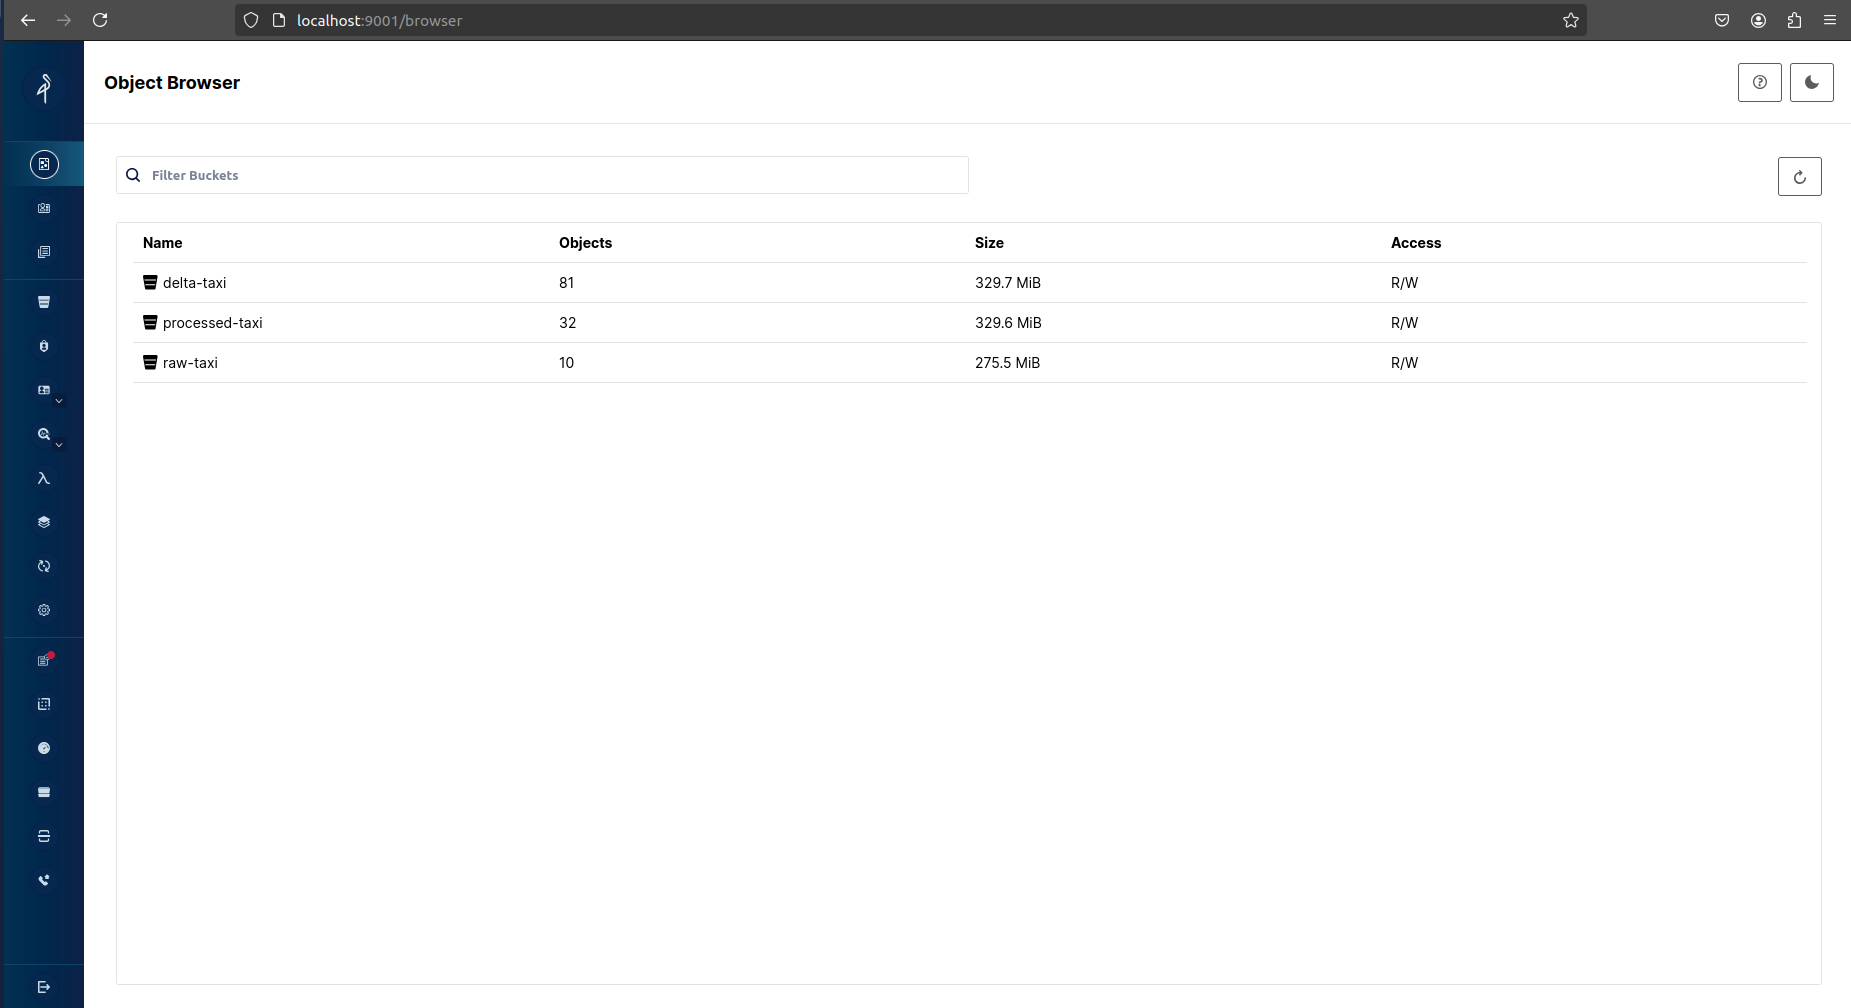 localhost:9001/browser
Object Browser
Filter Buckets
Name Objects Size Access
delta-taxi 81 329.7 MiB R/W
processed-taxi 32 329.6 MiB R/W
raw-taxi 10 275.5 MiB R/W